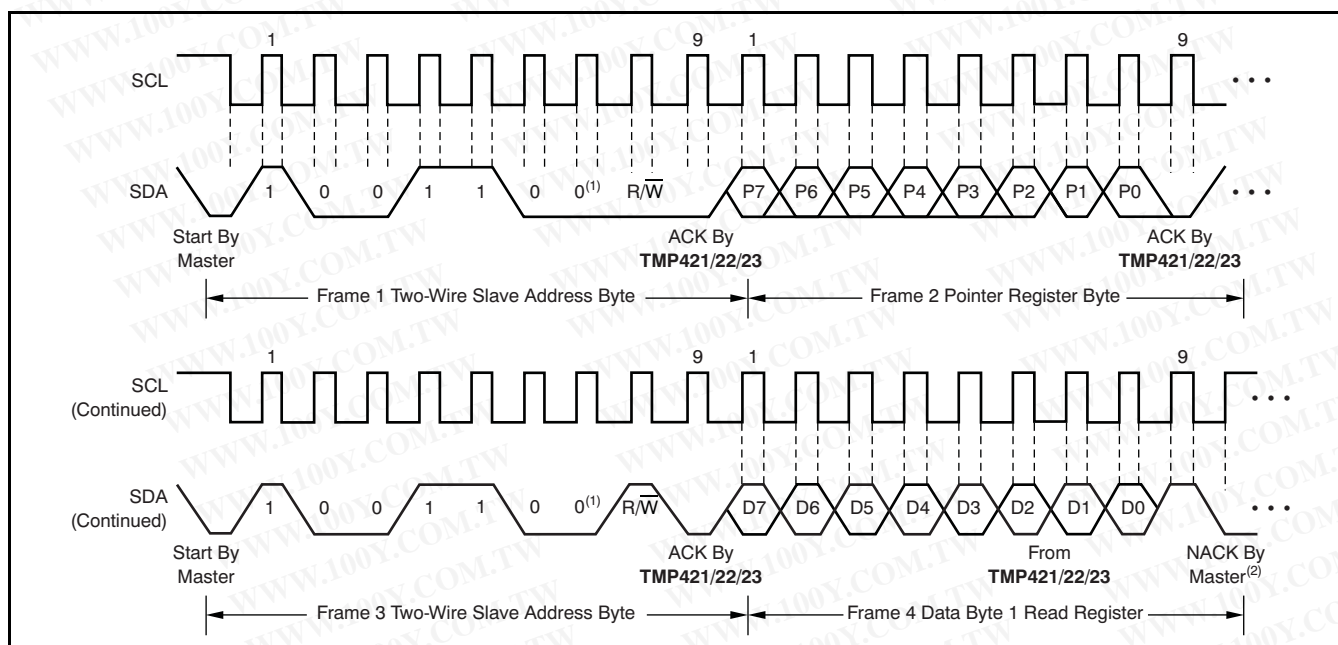 1 9 1 9
SCL
SDA 1 0 0 1 1 0 0(1) R/W̅ P7 P6 P5 P4 P3 P2 P1 P0
Start By
Master
ACK By
TMP421/22/23
ACK By
TMP421/22/23
Frame 1 Two-Wire Slave Address Byte
Frame 2 Pointer Register Byte
1 9 1 9
SCL
(Continued)
SDA
(Continued)
1 0 0 1 1 0 0(1) R/W̅ D7 D6 D5 D4 D3 D2 D1 D0
Start By
Master
ACK By
TMP421/22/23
From
TMP421/22/23
NACK By
Master(2)
Frame 3 Two-Wire Slave Address Byte
Frame 4 Data Byte 1 Read Register
WWW.100Y.COM.TW